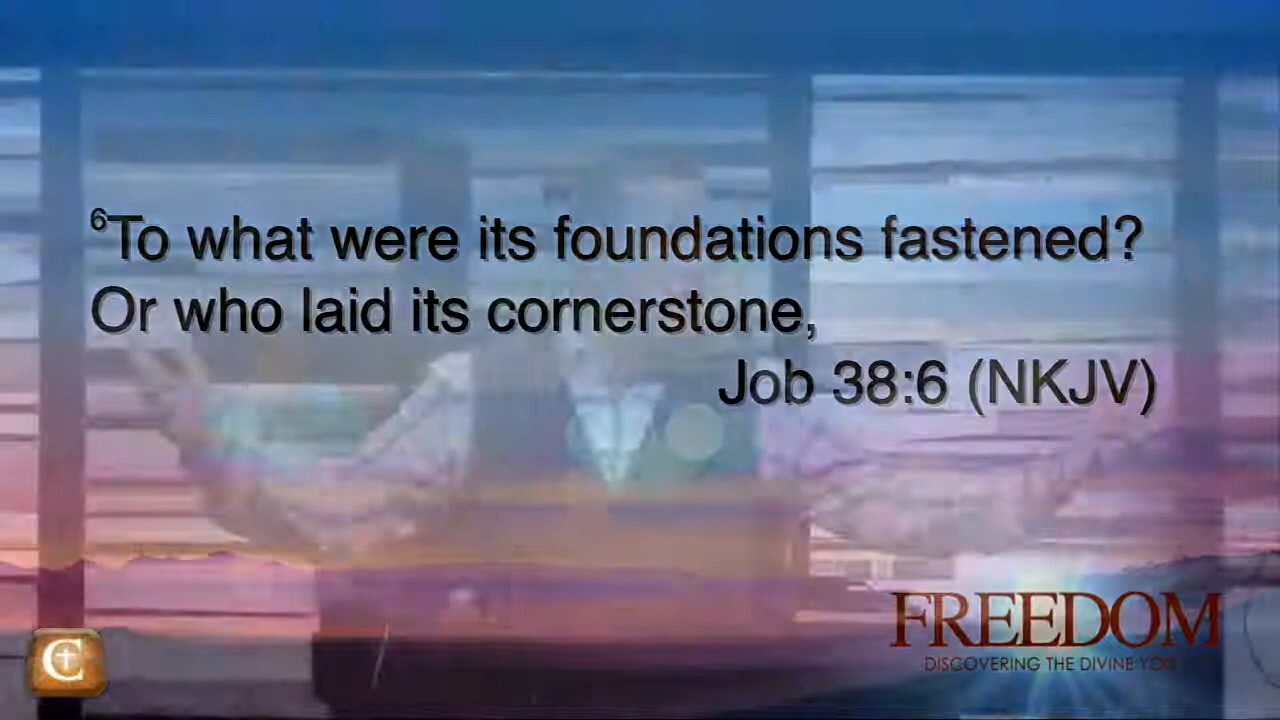 ⁶To what were its foundations fastened?
Or who laid its cornerstone,
Job 38:6 (NKJV)
FREEDOM
DISCOVERING THE DIVINE YOU
C